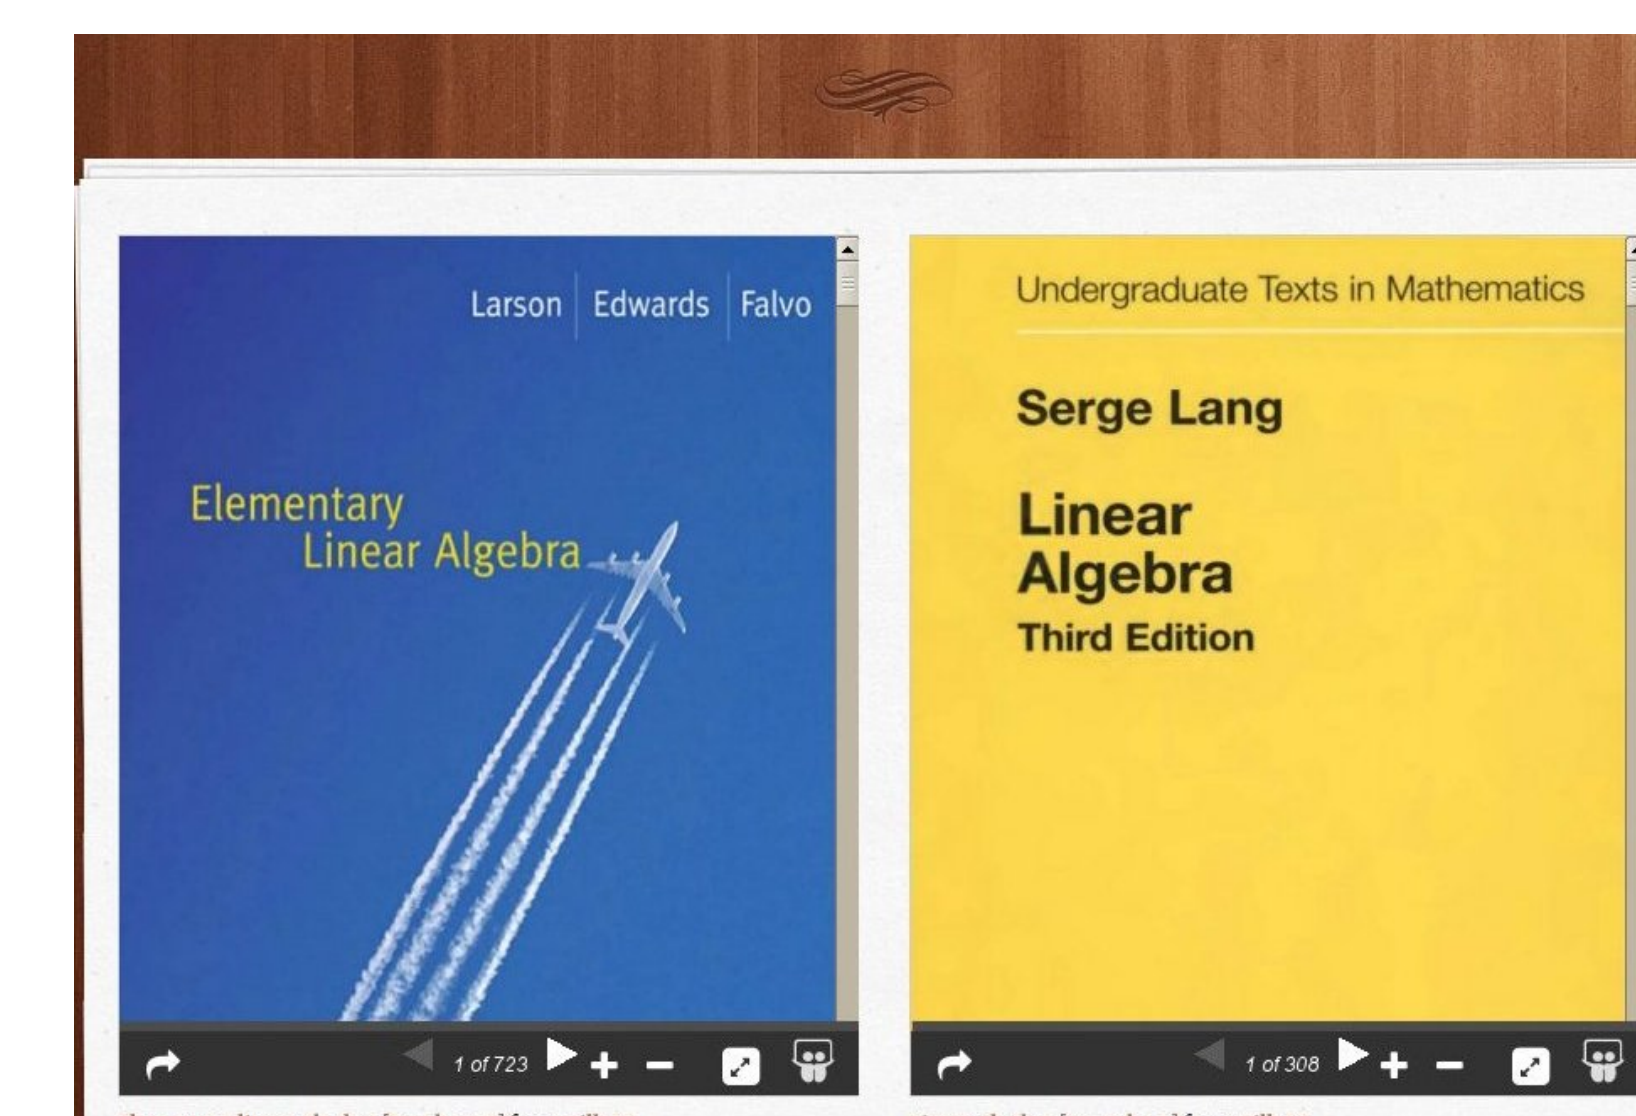 Larson Edwards Falvo
Elementary
Linear Algebra
1 of 723
Undergraduate Texts in Mathematics
Serge Lang
Linear
Algebra
Third Edition
1 of 308